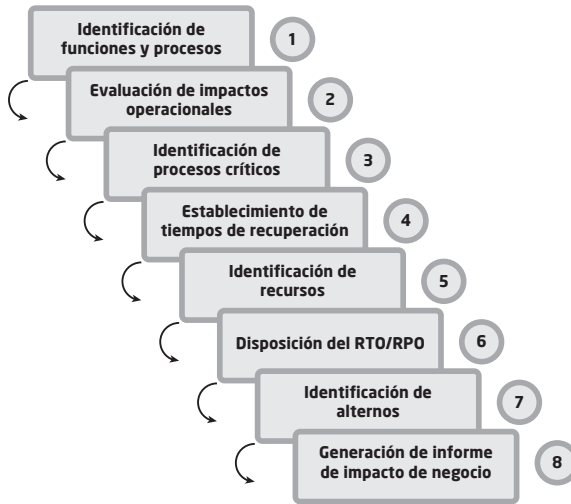 Identificación de
funciones y procesos
1
Evaluación de impactos
operacionales
2
Identificación de
procesos críticos
3
Establecimiento de
tiempos de recuperación
4
Identificación de
recursos
5
Disposición del RTO/RPO
6
Identificación de
alternos
7
Generación de informe
de impacto de negocio
8